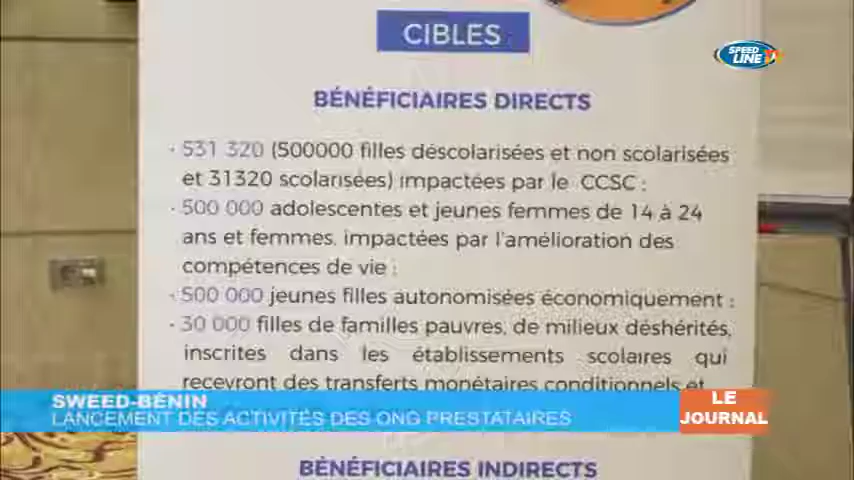 CIBLES
SPEED
LINE TV
BÉNÉFICIAIRES DIRECTS
• 531 320 (500000 filles déscolarisées et non scolarisées
et 31320 scolarisées) impactées par le CCSC ;
• 500 000 adolescentes et jeunes femmes de 14 à 24
ans et femmes, impactées par l'amélioration des
compétences de vie ;
• 500 000 jeunes filles autonomisées économiquement ;
• 30 000 filles de familles pauvres, de milieux déshérités,
inscrites dans les établissements scolaires qui
recevront des transferts monétaires conditionnels et
SWEED-BÉNIN
LANCEMENT DES ACTIVITÉS DES ONG PRESTATAIRES
LE
JOURNAL
BÉNÉFICIAIRES INDIRECTS